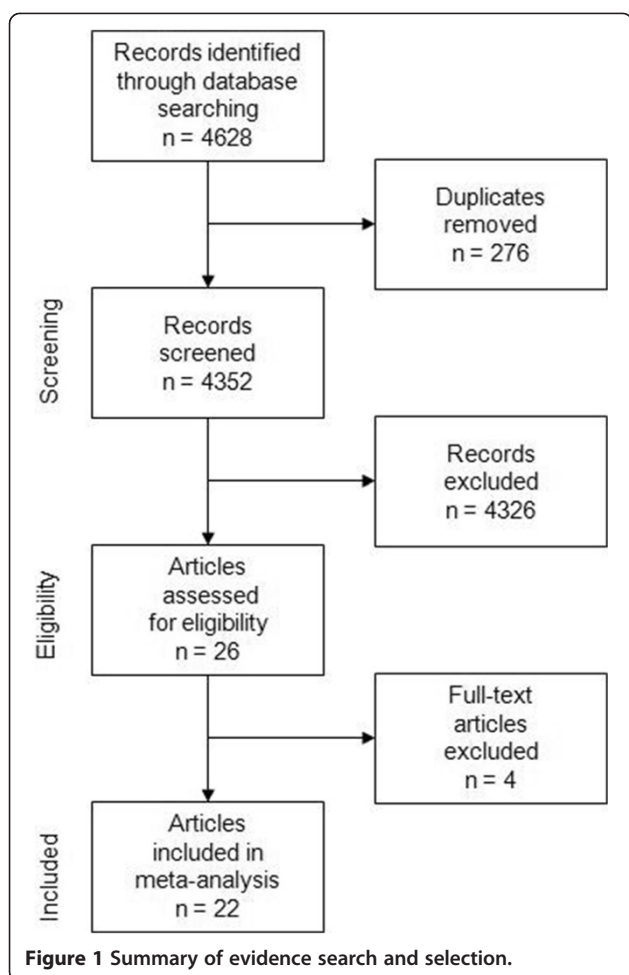 Records identified
through database
searching
n = 4628
Duplicates
removed
n = 276
Screening
Records
screened
n = 4352
Records
excluded
n = 4326
Eligibility
Articles
assessed
for eligibility
n = 26
Full-text
articles
excluded
n = 4
Included
Articles
included in
meta-analysis
n = 22
Figure 1 Summary of evidence search and selection.